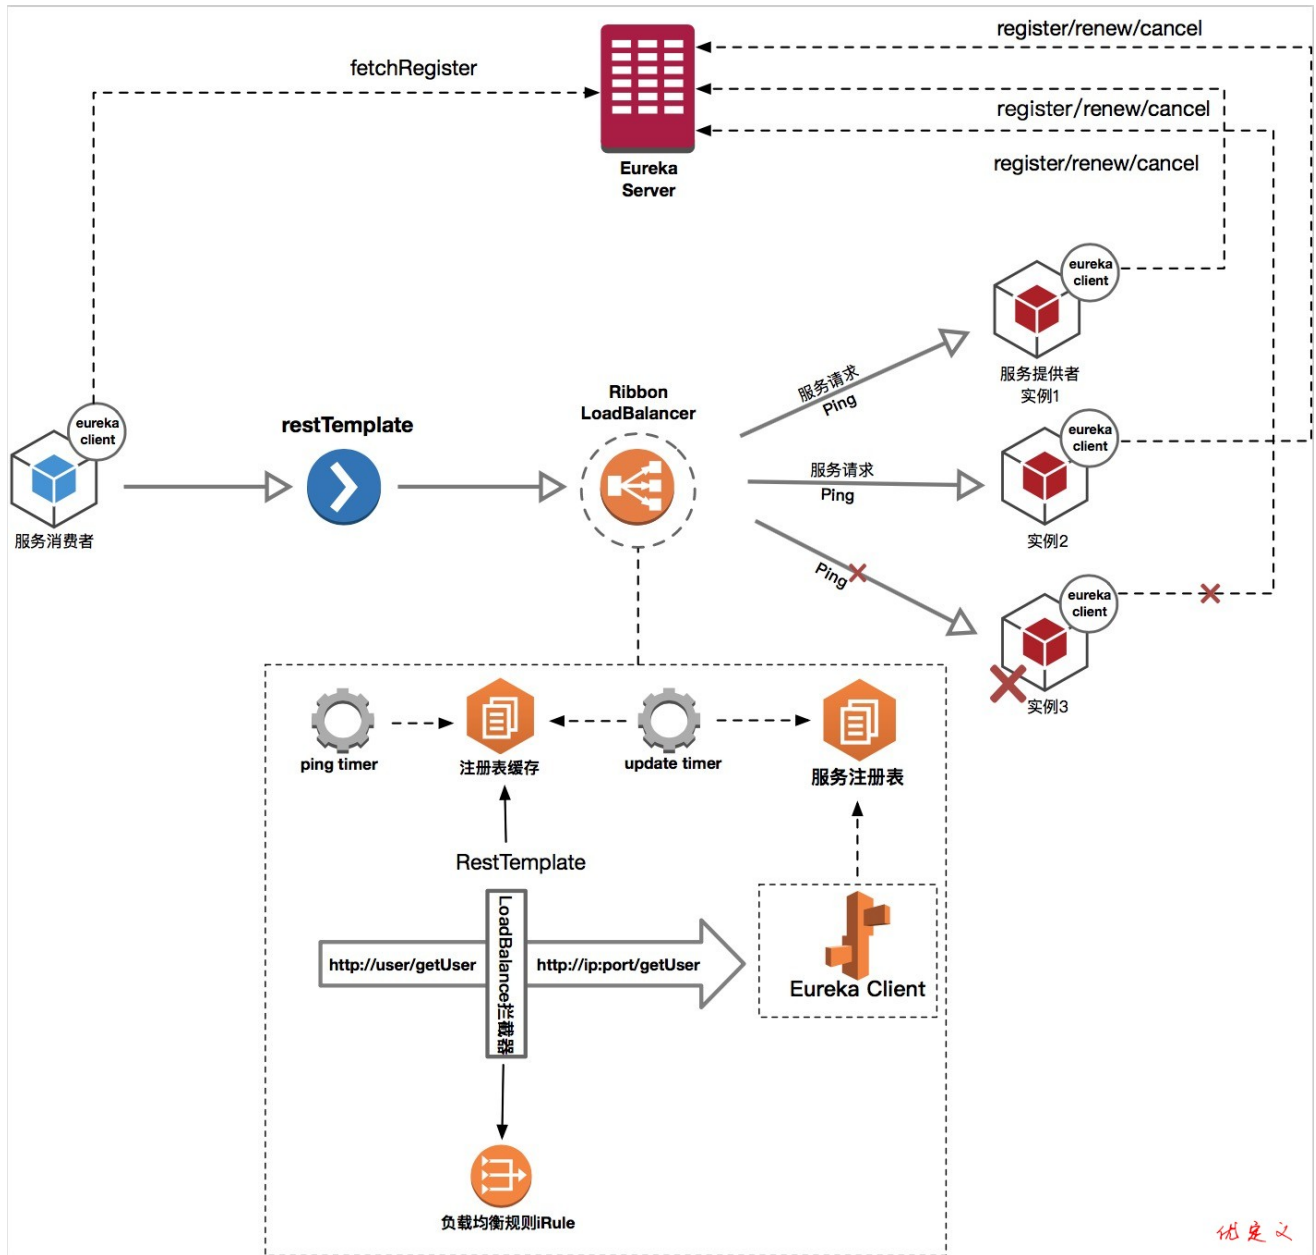 register/renew/cancel
fetchRegister
register/renew/cancel
register/renew/cancel
Eureka
Server
eureka
client
服务提供者
实例1
服务请求
Ping
Ribbon
LoadBalancer
restTemplate
eureka
client
服务消费者
eureka
client
服务请求
Ping
实例2
Ping
eureka
client
实例3
ping timer
注册表缓存
update timer
服务注册表
RestTemplate
LoadBalance拦截器
http://user/getUser
http://ip:port/getUser
Eureka Client
负载均衡规则iRule
优定义